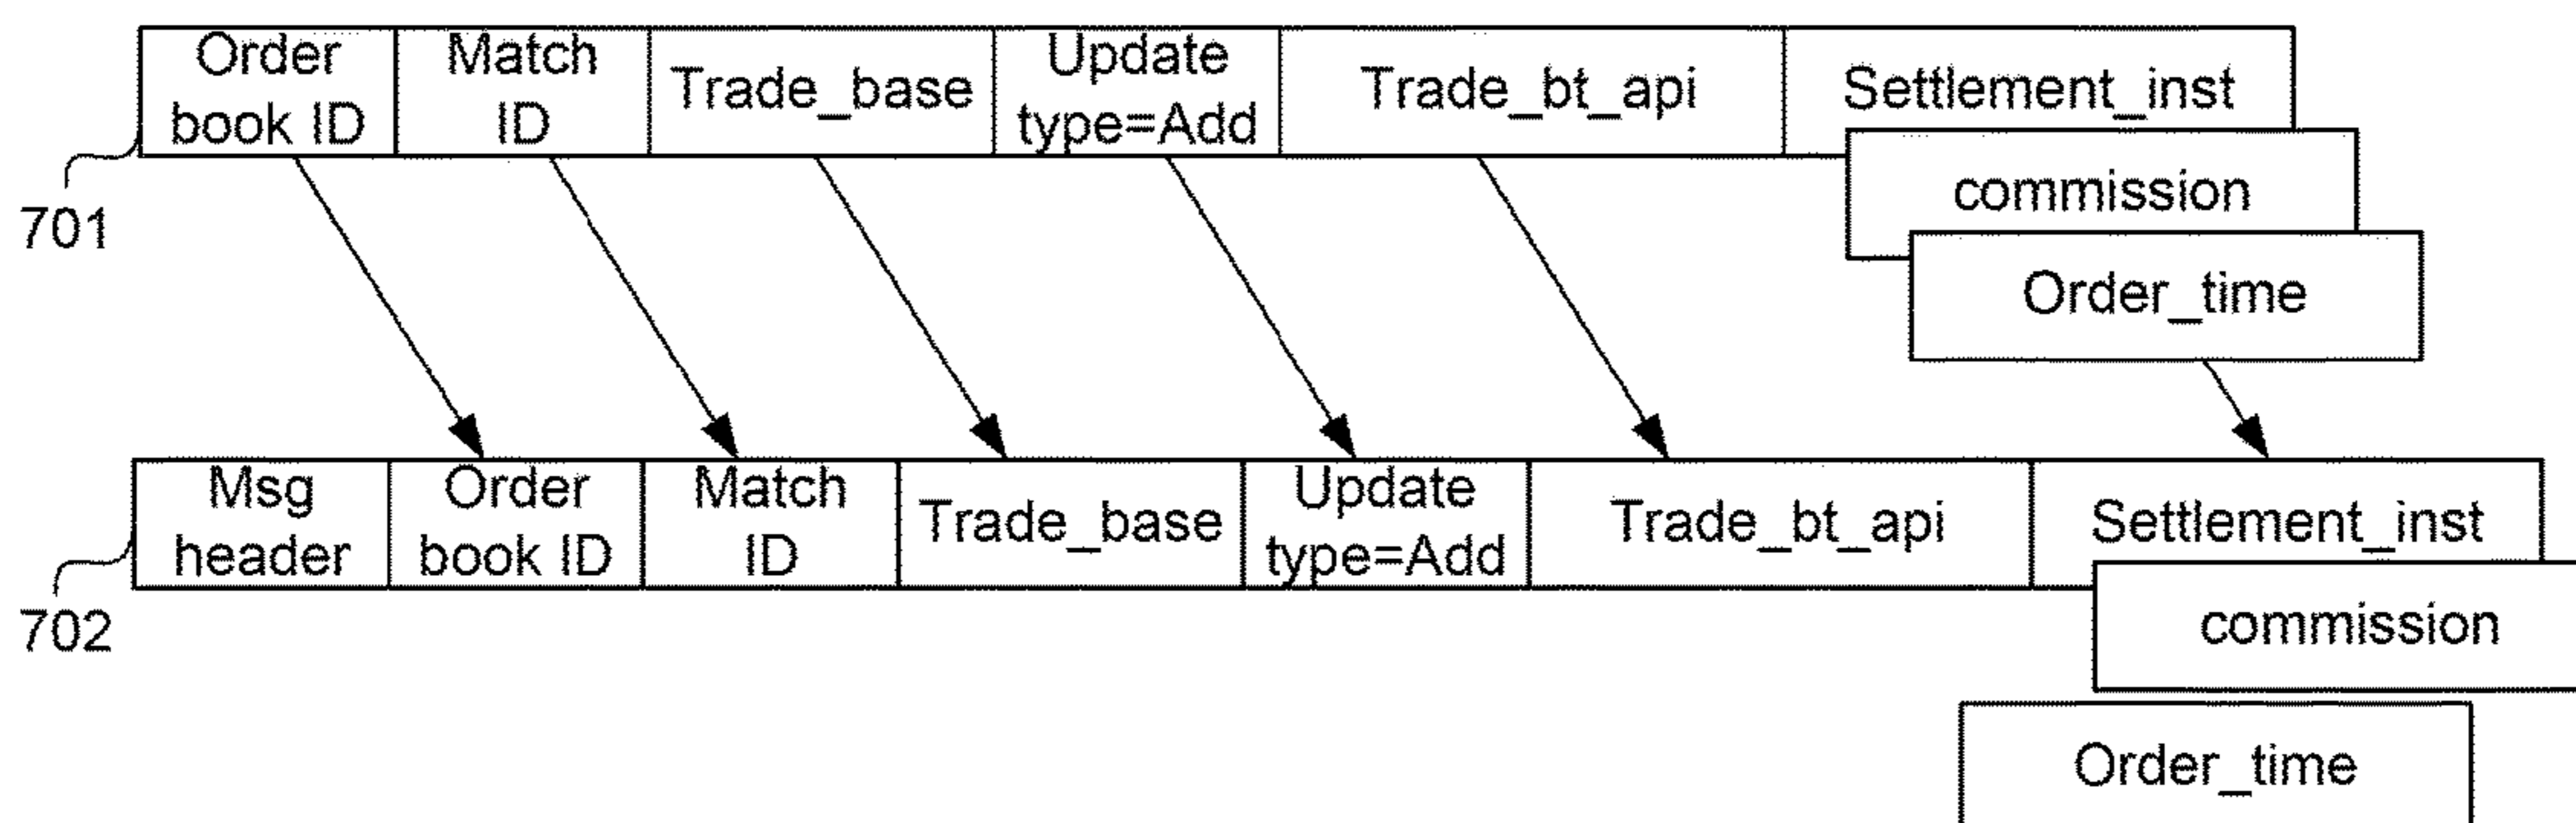 Order
book ID
Match
ID
Trade_base
Update
type=Add
Trade_bt_api
Settlement_inst
commission
Order_time
701
Msg
header
Order
book ID
Match
ID
Trade_base
Update
type=Add
Trade_bt_api
Settlement_inst
commission
Order_time
702